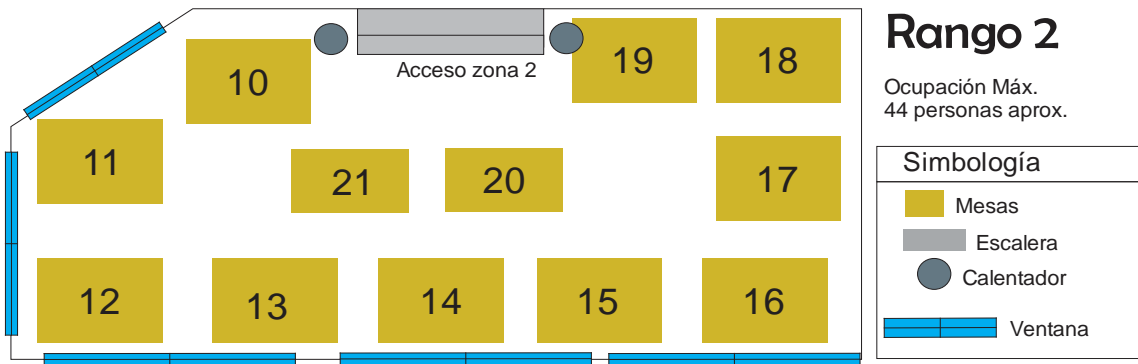 Rango 2
Ocupación Máx.
44 personas aprox.
Acceso zona 2
10
19
18
11
21
20
17
12
13
14
15
16
Simbología
Mesas
Escalera
Calentador
Ventana